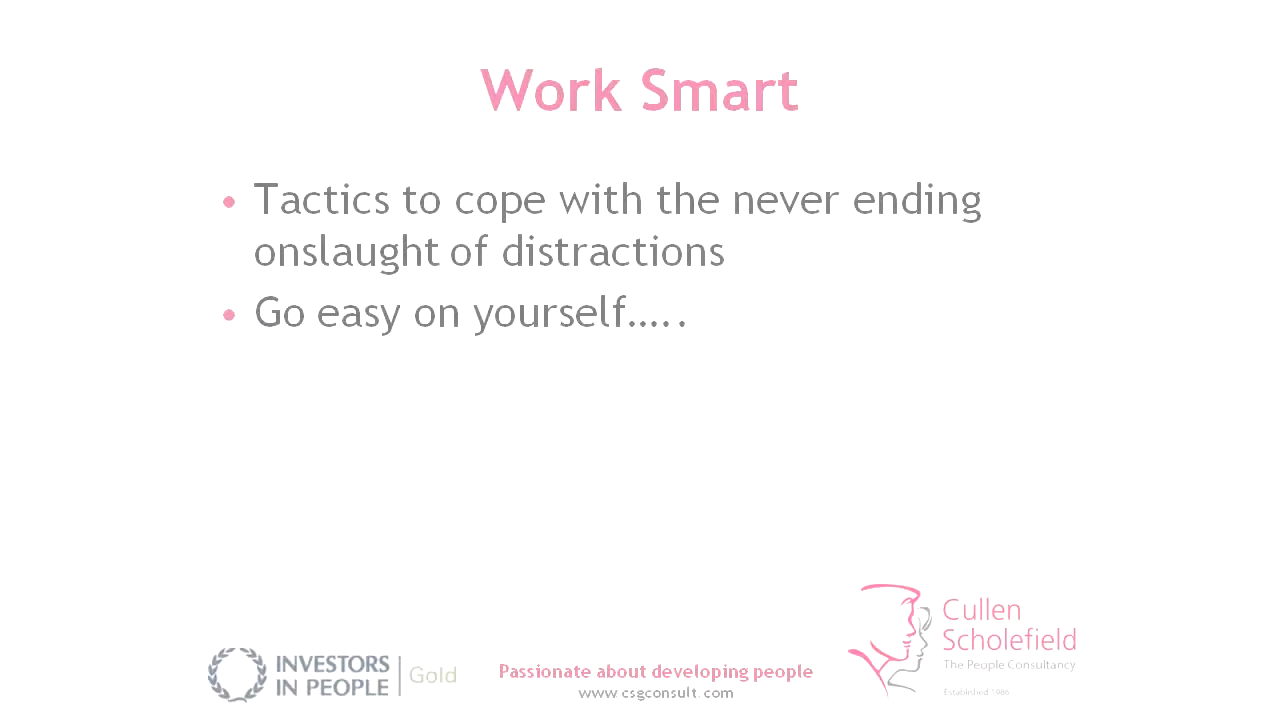 Work Smart
• Tactics to cope with the never ending
onslaught of distractions
• Go easy on yourself…..
INVESTORS
IN PEOPLE
Gold
Passionate about developing people
www.csgconsult.com
Cullen
Scholefield
The People Consultancy
Established 1986